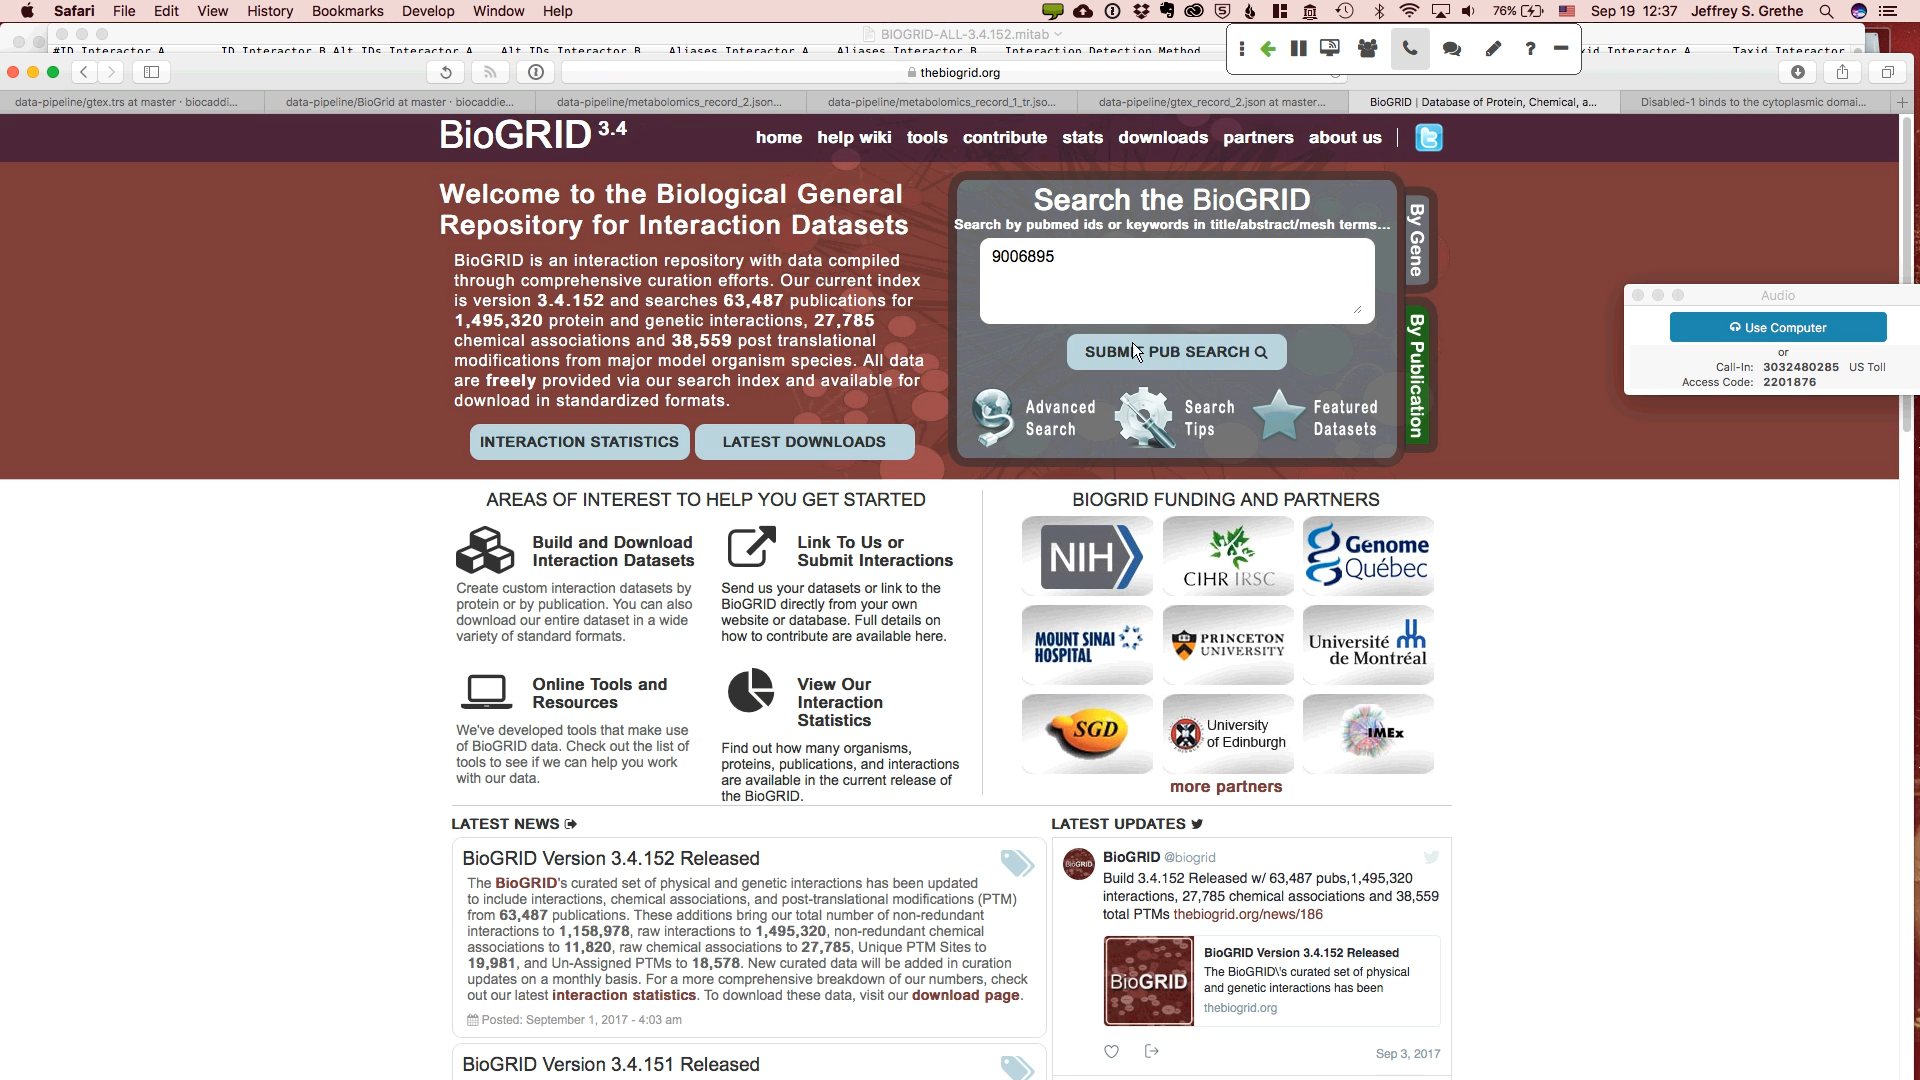 Safari File Edit View History Bookmarks Develop Window Help
76% Sep 19 12:37 Jeffrey S. Grethe
BIOGRID-ALL-3.4.152.mitab
#ID Interactor A ID Interactor B Alt IDs Interactor A Alt IDs Interactor B Aliases Interactor A Aliases Interactor B Interaction Detection Method xid Interactor A Taxid Interactor
thebiogrid.org
data-pipeline/gtex.trs at master · biocaddi...
data-pipeline/BioGrid at master · biocaddie...
data-pipeline/metabolomics_record_2.json...
data-pipeline/metabolomics_record_1_tr.jso...
data-pipeline/gtex_record_2.json at master...
BioGRID | Database of Protein, Chemical, a...
Disabled-1 binds to the cytoplasmic domai...
BioGRID 3.4
home help wiki tools contribute stats downloads partners about us
Welcome to the Biological General
Repository for Interaction Datasets
BioGRID is an interaction repository with data compiled
through comprehensive curation efforts. Our current index
is version 3.4.152 and searches 63,487 publications for
1,495,320 protein and genetic interactions, 27,785
chemical associations and 38,559 post translational
modifications from major model organism species. All data
are freely provided via our search index and available for
download in standardized formats.
INTERACTION STATISTICS
LATEST DOWNLOADS
Search the BioGRID
Search by pubmed ids or keywords in title/abstract/mesh terms...
9006895
SUBMIT PUB SEARCH
Advanced
Search
Search
Tips
Featured
Datasets
By Gene
By Publication
Audio
Use Computer
or
Call-In: 3032480285 US Toll
Access Code: 2201876
AREAS OF INTEREST TO HELP YOU GET STARTED
Build and Download
Interaction Datasets
Create custom interaction datasets by
protein or by publication. You can also
download our entire dataset in a wide
variety of standard formats.
Link To Us or
Submit Interactions
Send us your datasets or link to the
BioGRID directly from your own
website or database. Full details on
how to contribute are available here.
Online Tools and
Resources
We've developed tools that make use
of BioGRID data. Check out the list of
tools to see if we can help you work
with our data.
View Our
Interaction
Statistics
Find out how many organisms,
proteins, publications, and interactions
are available in the current release of
the BioGRID.
BIOGRID FUNDING AND PARTNERS
NIH
CIHR IRSC
Genome
Québec
MOUNT SINAI
HOSPITAL
PRINCETON
UNIVERSITY
Université
de Montréal
SGD
University
of Edinburgh
IMEx
more partners
LATEST NEWS
BioGRID Version 3.4.152 Released
The BioGRID's curated set of physical and genetic interactions has been updated
to include interactions, chemical associations, and post-translational modifications (PTM)
from 63,487 publications. These additions bring our total number of non-redundant
interactions to 1,158,978, raw interactions to 1,495,320, non-redundant chemical
associations to 11,820, raw chemical associations to 27,785, Unique PTM Sites to
19,981, and Un-Assigned PTMs to 18,578. New curated data will be added in curation
updates on a monthly basis. For a more comprehensive breakdown of our numbers, check
out our latest interaction statistics. To download these data, visit our download page.
Posted: September 1, 2017 - 4:03 am
BioGRID Version 3.4.151 Released
LATEST UPDATES
BioGRID @biogrid
Build 3.4.152 Released w/ 63,487 pubs,1,495,320
interactions, 27,785 chemical associations and 38,559
total PTMs thebiogrid.org/news/186
BioGRID
BioGRID Version 3.4.152 Released
The BioGRID\'s curated set of physical
and genetic interactions has been
thebiogrid.org
Sep 3, 2017